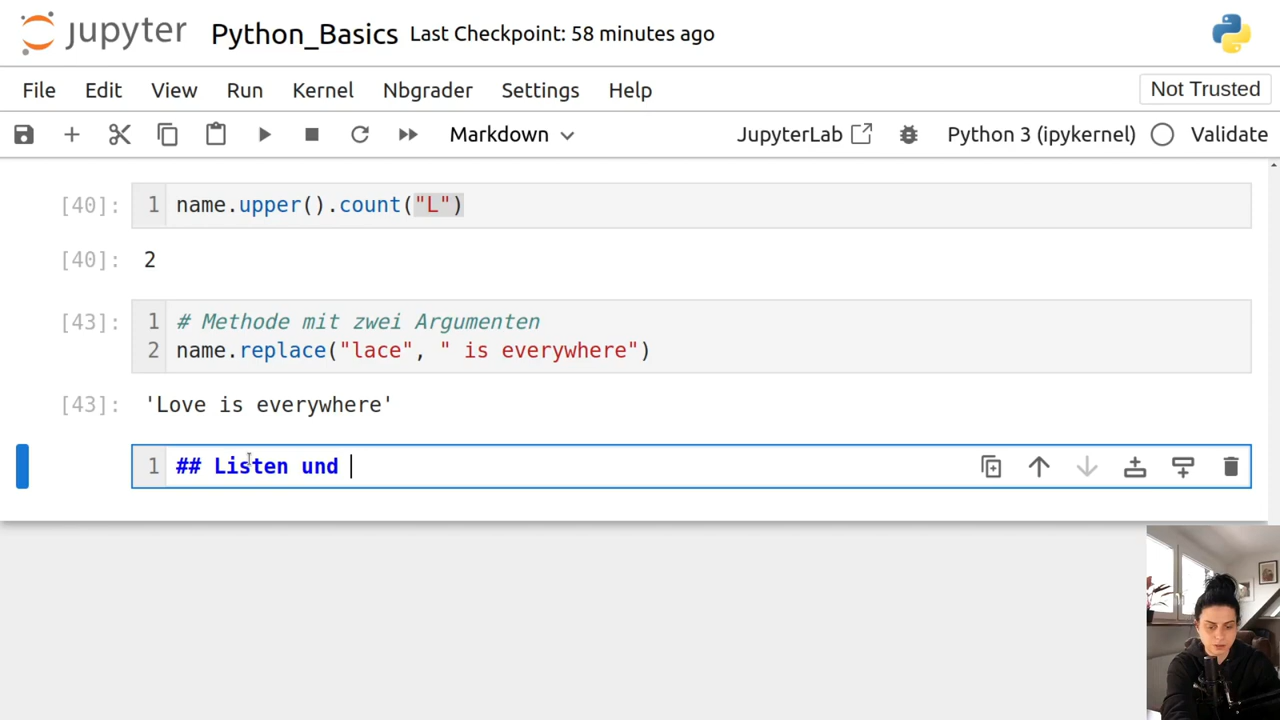 jupyter Python_Basics Last Checkpoint: 58 minutes ago
File Edit View Run Kernel Nbgrader Settings Help Not Trusted
Markdown JupyterLab Python 3 (ipykernel) Validate
[40]: 1 name.upper().count("L")
[40]: 2
[43]: 1 # Methode mit zwei Argumenten
2 name.replace("lace", " is everywhere")
[43]: 'Love is everywhere'
1 ## Listen und